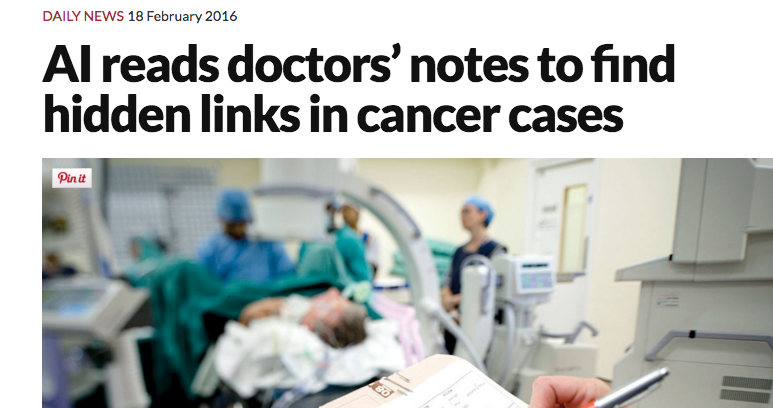 DAILY NEWS 18 February 2016
AI reads doctors’ notes to find
hidden links in cancer cases
Pin it